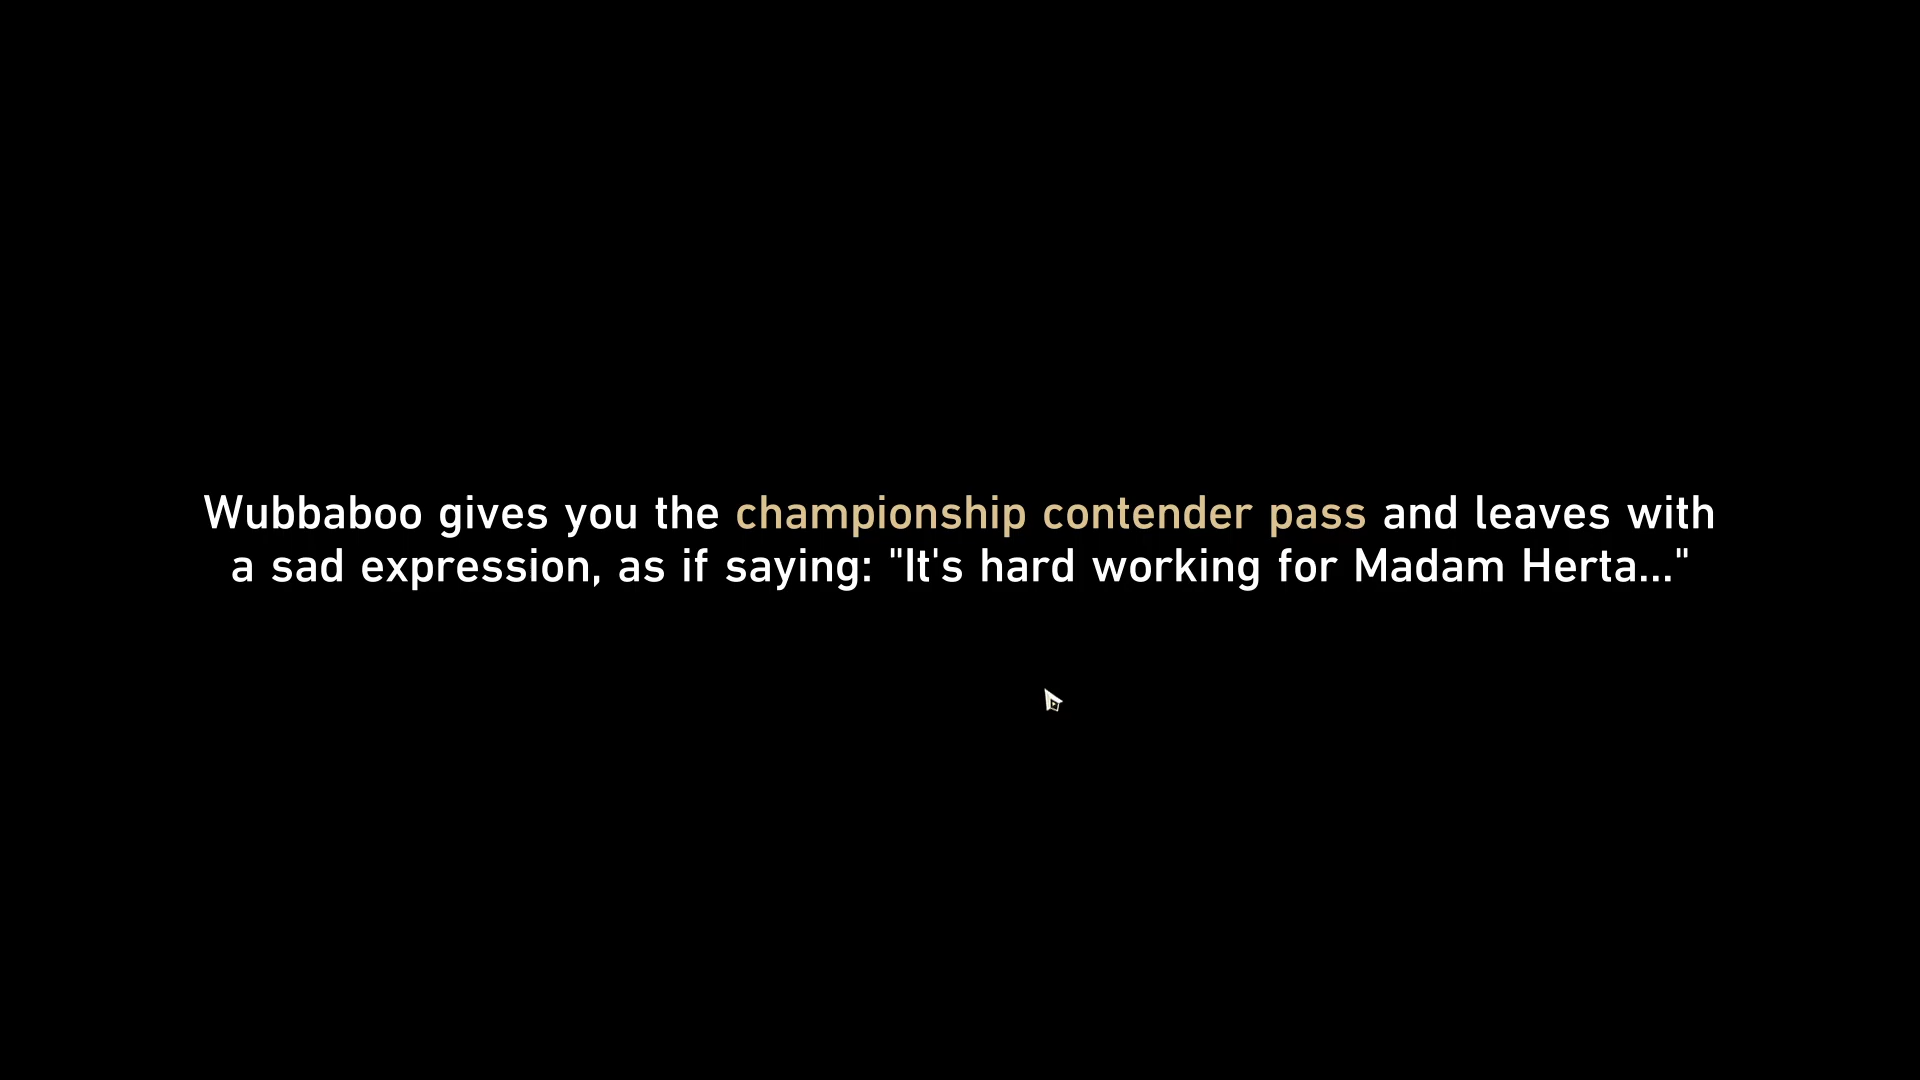 Wubbaboo gives you the championship contender pass and leaves with
a sad expression, as if saying: "It's hard working for Madam Herta..."